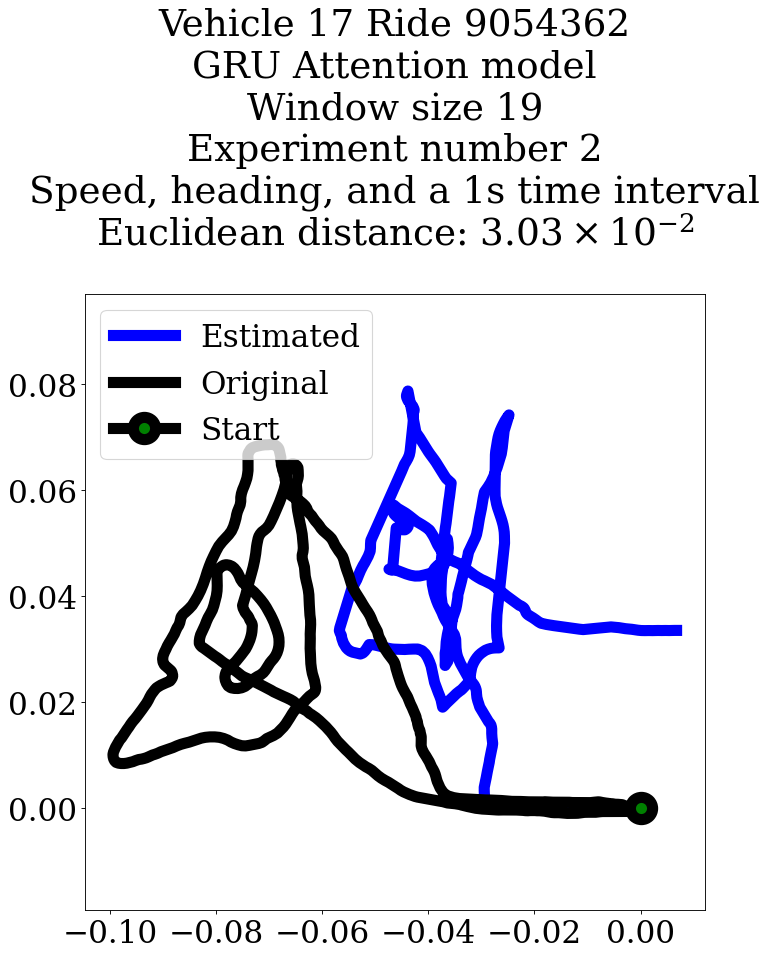 Vehicle 17 Ride 9054362
GRU Attention model
Window size 19
Experiment number 2
Speed, heading, and a 1s time interval
Euclidean distance: 3.03 × 10⁻²
Estimated
Original
Start
0.08
0.06
0.04
0.02
0.00
−0.10 −0.08 −0.06 −0.04 −0.02 0.00